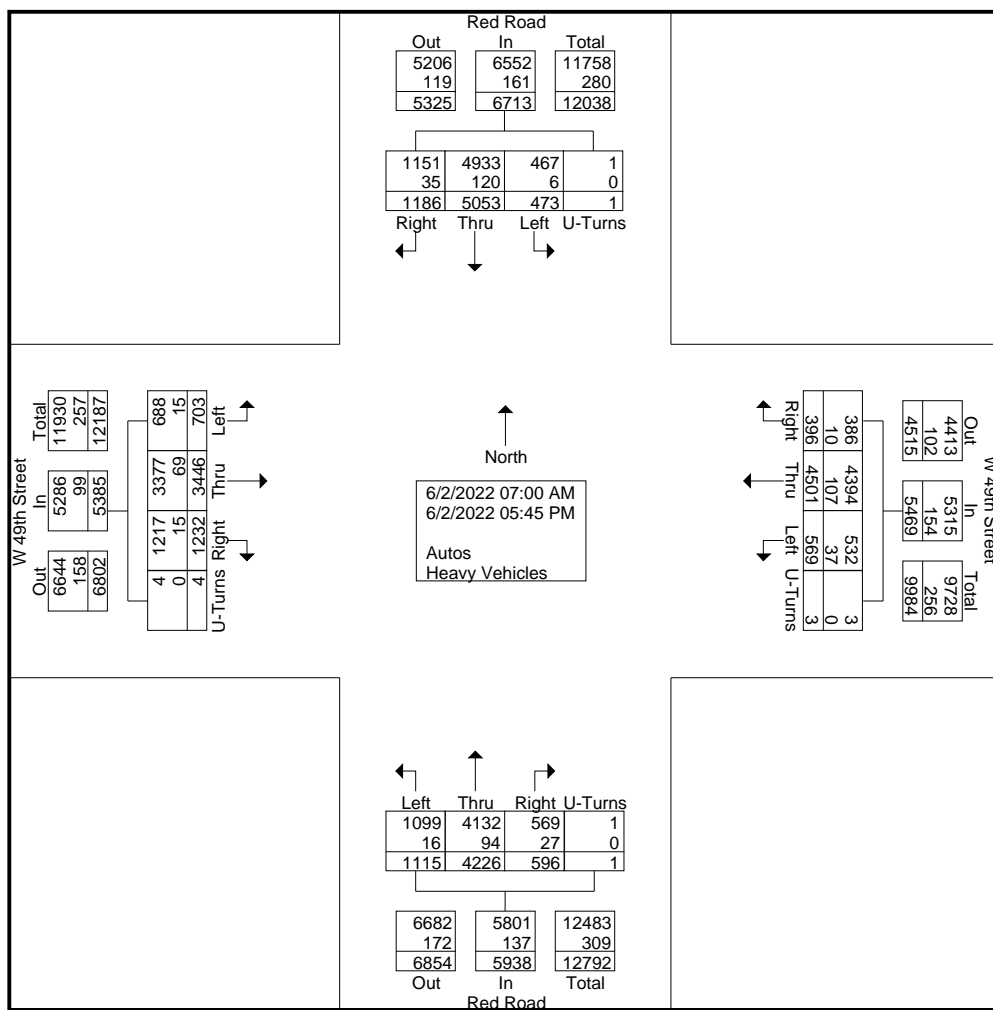 Red Road
Out In Total
5206 6552 11758
119 161 280
5325 6713 12038
1151 4933 467 1
35 120 6 0
1186 5053 473 1
Right Thru Left U-Turns
W 49th Street
Total In Out
11930 5286 6644
257 99 158
12187 5385 6802
688 3377 1217 4
15 69 15 0
703 3446 1232 4
Left Thru Right U-Turns
North
6/2/2022 07:00 AM
6/2/2022 05:45 PM
Autos
Heavy Vehicles
Right Thru Left U-Turns
396 4501 569 3
10 107 37 0
386 4394 532 3
4515 5469 9984
102 154 256
4413 5315 9728
Out In Total
W 49th Street
Left Thru Right U-Turns
1099 4132 569 1
16 94 27 0
1115 4226 596 1
6682 5801 12483
172 137 309
6854 5938 12792
Out In Total
Red Road